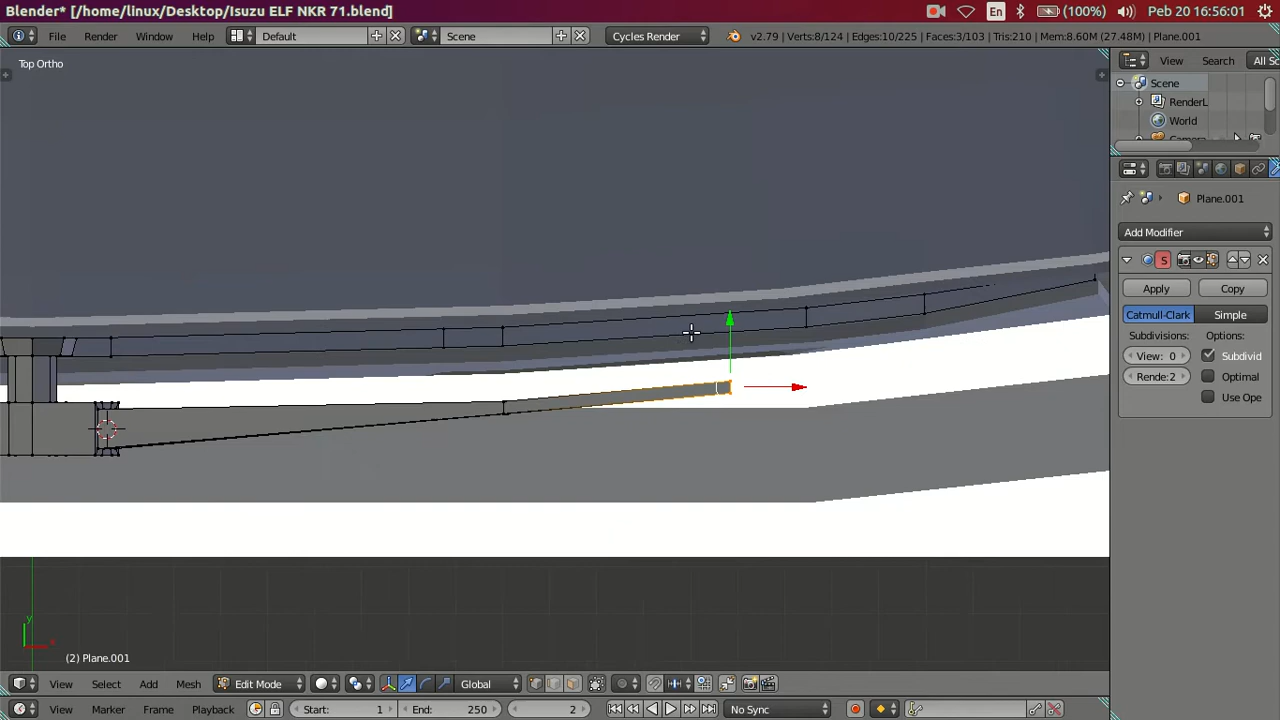 Blender* [/home/linux/Desktop/Isuzu ELF NKR 71.blend]
En (100%) Peb 20 16:56:01
File Render Window Help Default Scene Cycles Render v2.79 | Verts:8/124 | Edges:10/225 | Faces:3/103 | Tris:210 | Mem:8.60M (27.48M) | Plane.001
Top Ortho
View Search All Sc
Scene
RenderL
World
Camera
Plane.001
Add Modifier
S
Apply Copy
Catmull-Clark Simple
Subdivisions: Options:
View: 0 Subdivid
Rende:2 Optimal
Use Ope
y
x
(2) Plane.001
View Select Add Mesh Edit Mode Global
View Marker Frame Playback Start: 1 End: 250 2 No Sync